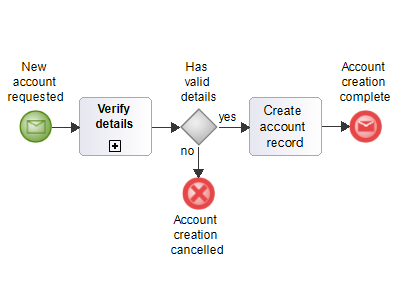 New
account
requested
Verify
details
Has
valid
details
yes
no
Create
account
record
Account
creation
complete
Account
creation
cancelled